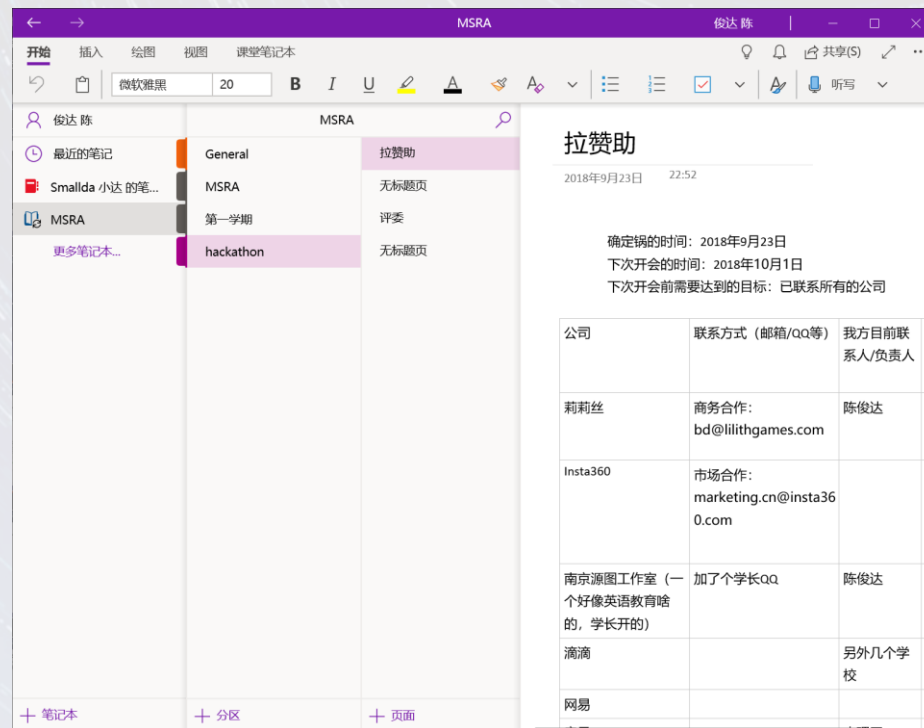 MSRA
俊达 陈
开始 插入 绘图 视图 课堂笔记本
共享(S)
微软雅黑 20 B I U A A 听写
俊达 陈
最近的笔记
Smallda 小达 的笔...
MSRA
更多笔记本...
MSRA
General
MSRA
第一学期
hackathon
拉赞助
无标题页
评委
无标题页
拉赞助
2018年9月23日 22:52
确定锅的时间：2018年9月23日
下次开会的时间：2018年10月1日
下次开会前需要达到的目标：已联系所有的公司
公司
联系方式（邮箱/QQ等）
我方目前联
系人/负责人
莉莉丝
商务合作：
bd@lilithgames.com
陈俊达
Insta360
市场合作：
marketing.cn@insta36
0.com
南京源图工作室（一
个好像英语教育啥
的，学长开的）
加了个学长QQ
陈俊达
滴滴
另外几个学
校
网易
笔记本
分区
页面